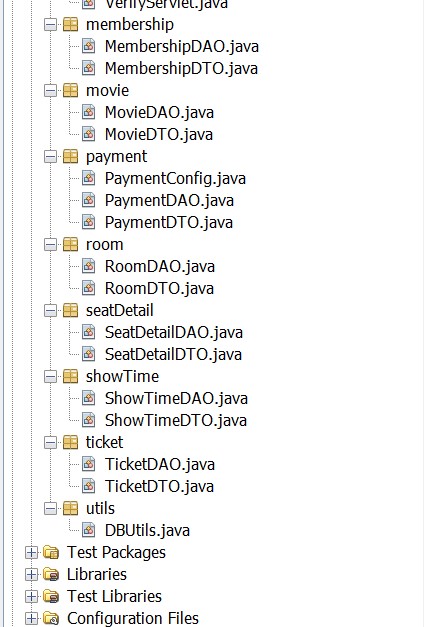 VerifyServlet.java
membership
MembershipDAO.java
MembershipDTO.java
movie
MovieDAO.java
MovieDTO.java
payment
PaymentConfig.java
PaymentDAO.java
PaymentDTO.java
room
RoomDAO.java
RoomDTO.java
seatDetail
SeatDetailDAO.java
SeatDetailDTO.java
showTime
ShowTimeDAO.java
ShowTimeDTO.java
ticket
TicketDAO.java
TicketDTO.java
utils
DBUtils.java
Test Packages
Libraries
Test Libraries
Configuration Files